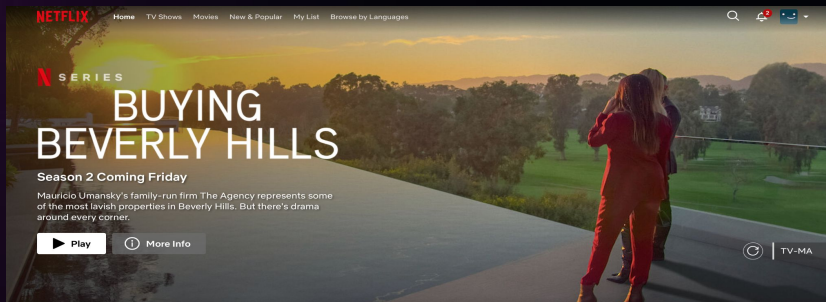 NETFLIX Home TV Shows Movies New & Popular My List Browse by Languages 2
N SERIES
BUYING
BEVERLY HILLS
Season 2 Coming Friday
Mauricio Umansky's family-run firm The Agency represents some
of the most lavish properties in Beverly Hills. But there's drama
around every corner.
Play More Info
TV-MA